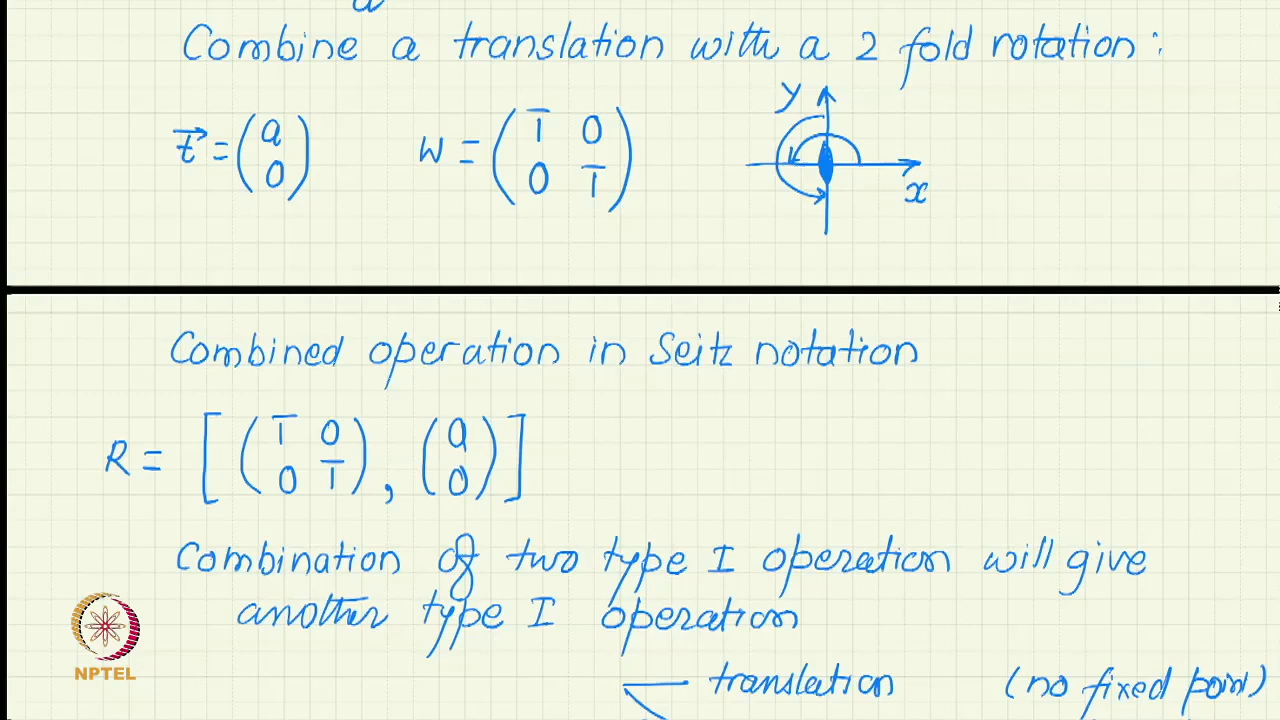 Combine a translation with a 2 fold rotation :
t⃗ = (a 0) W = (1̅ 0 0 1̅) y x
Combined operation in Seitz notation
R = [(1̅ 0 0 1̅), (a 0)]
Combination of two type I operation will give
another type I operation
translation (no fixed point)
NPTEL